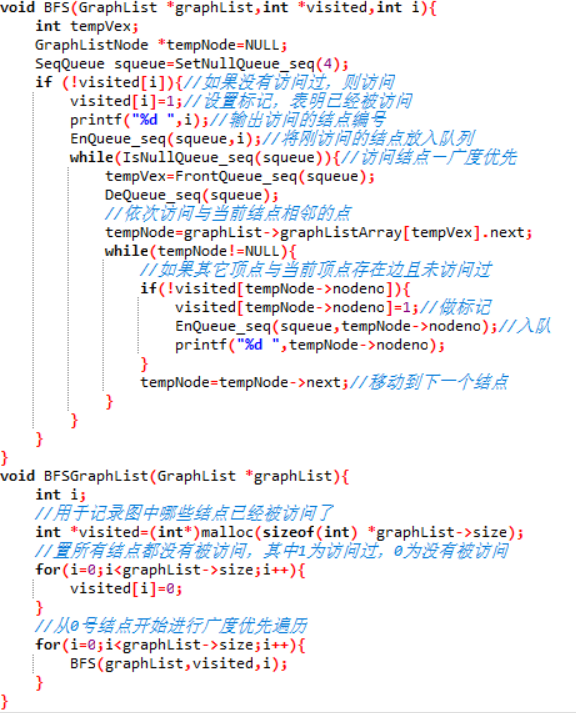 void BFS(GraphList *graphList,int *visited,int i){
int tempVex;
GraphListNode *tempNode=NULL;
SeqQueue squeue=SetNullQueue_seq(4);
if (!visited[i]){//如果没有访问过，则访问
visited[i]=1;//设置标记，表明已经被访问
printf("%d ",i);//输出访问的结点编号
EnQueue_seq(squeue,i);//将刚访问的结点放入队列
while(IsNullQueue_seq(squeue)){//访问结点－广度优先
tempVex=FrontQueue_seq(squeue);
DeQueue_seq(squeue);
//依次访问与当前结点相邻的点
tempNode=graphList->graphListArray[tempVex].next;
while(tempNode!=NULL){
//如果其它顶点与当前顶点存在边且未访问过
if(!visited[tempNode->nodeno]){
visited[tempNode->nodeno]=1;//做标记
EnQueue_seq(squeue,tempNode->nodeno);//入队
printf("%d ",tempNode->nodeno);
}
tempNode=tempNode->next;//移动到下一个结点
}
}
}
}
void BFSGraphList(GraphList *graphList){
int i;
//用于记录图中哪些结点已经被访问了
int *visited=(int*)malloc(sizeof(int) *graphList->size);
//置所有结点都没有被访问，其中1为访问过，0为没有被访问
for(i=0;i<graphList->size;i++){
visited[i]=0;
}
//从0号结点开始进行广度优先遍历
for(i=0;i<graphList->size;i++){
BFS(graphList,visited,i);
}
}